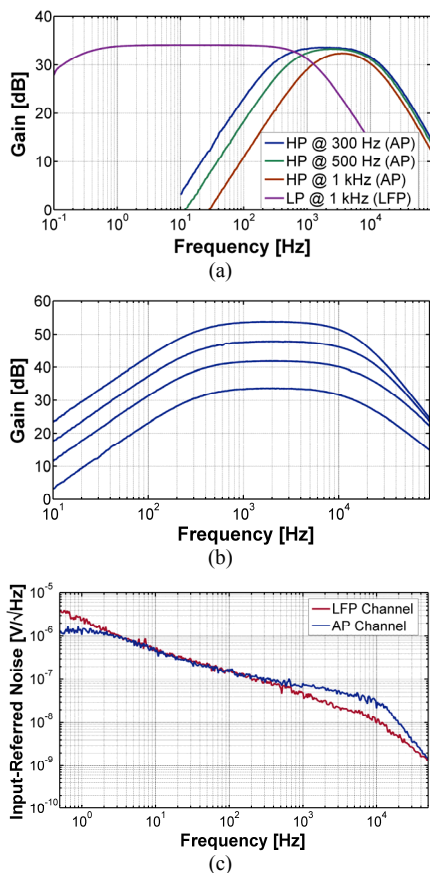 40
30
20
10
0
Gain [dB]
HP @ 300 Hz (AP)
HP @ 500 Hz (AP)
HP @ 1 kHz (AP)
LP @ 1 kHz (LFP)
10^-1 10^0 10^1 10^2 10^3 10^4
Frequency [Hz]
(a)
60
50
40
30
20
10
0
Gain [dB]
10^1 10^2 10^3 10^4
Frequency [Hz]
(b)
10^-5
10^-6
10^-7
10^-8
10^-9
10^-10
Input-Referred Noise [V/√Hz]
LFP Channel
AP Channel
10^0 10^1 10^2 10^3 10^4
Frequency [Hz]
(c)